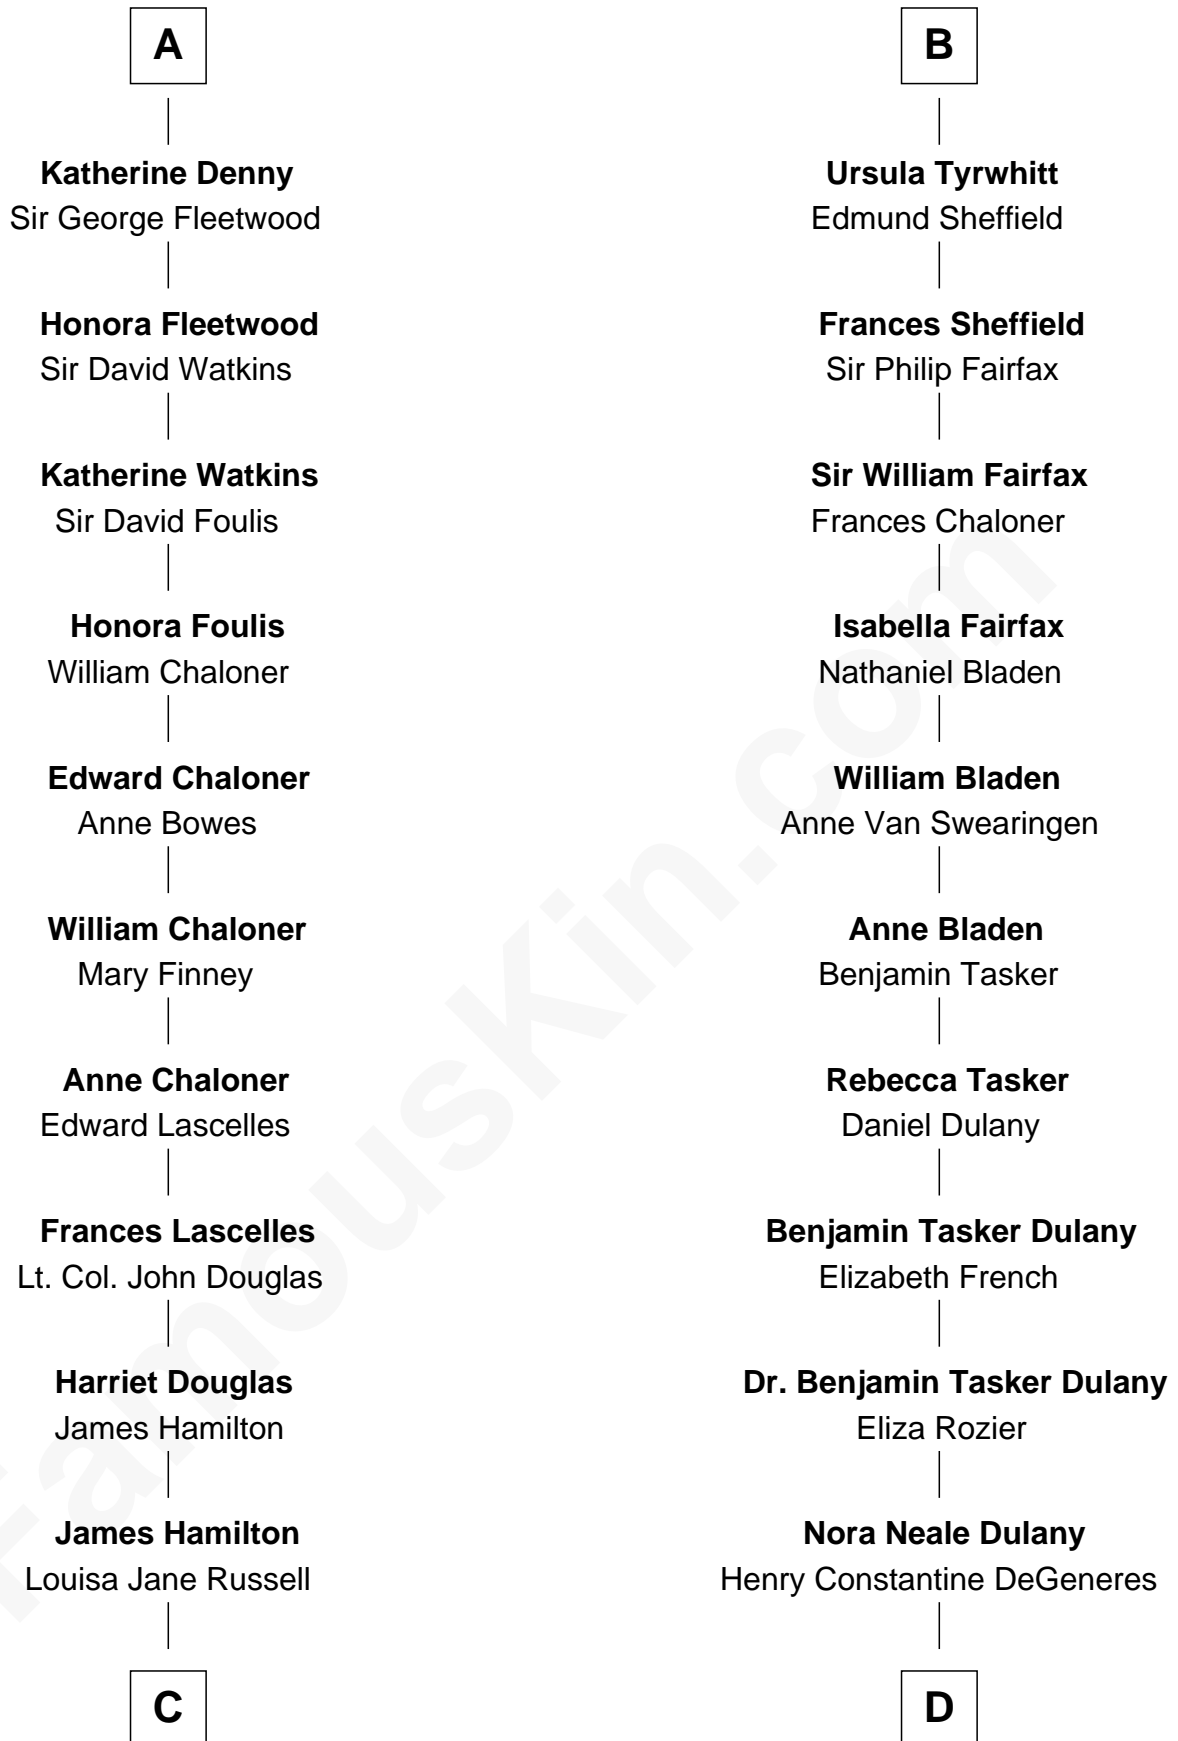 A
Katherine Denny
Sir George Fleetwood
Honora Fleetwood
Sir David Watkins
Katherine Watkins
Sir David Foulis
Honora Foulis
William Chaloner
Edward Chaloner
Anne Bowes
William Chaloner
Mary Finney
Anne Chaloner
Edward Lascelles
Frances Lascelles
Lt. Col. John Douglas
Harriet Douglas
James Hamilton
James Hamilton
Louisa Jane Russell
C
B
Ursula Tyrwhitt
Edmund Sheffield
Frances Sheffield
Sir Philip Fairfax
Sir William Fairfax
Frances Chaloner
Isabella Fairfax
Nathaniel Bladen
William Bladen
Anne Van Swearingen
Anne Bladen
Benjamin Tasker
Rebecca Tasker
Daniel Dulany
Benjamin Tasker Dulany
Elizabeth French
Dr. Benjamin Tasker Dulany
Eliza Rozier
Nora Neale Dulany
Henry Constantine DeGeneres
D
FamousKin.com